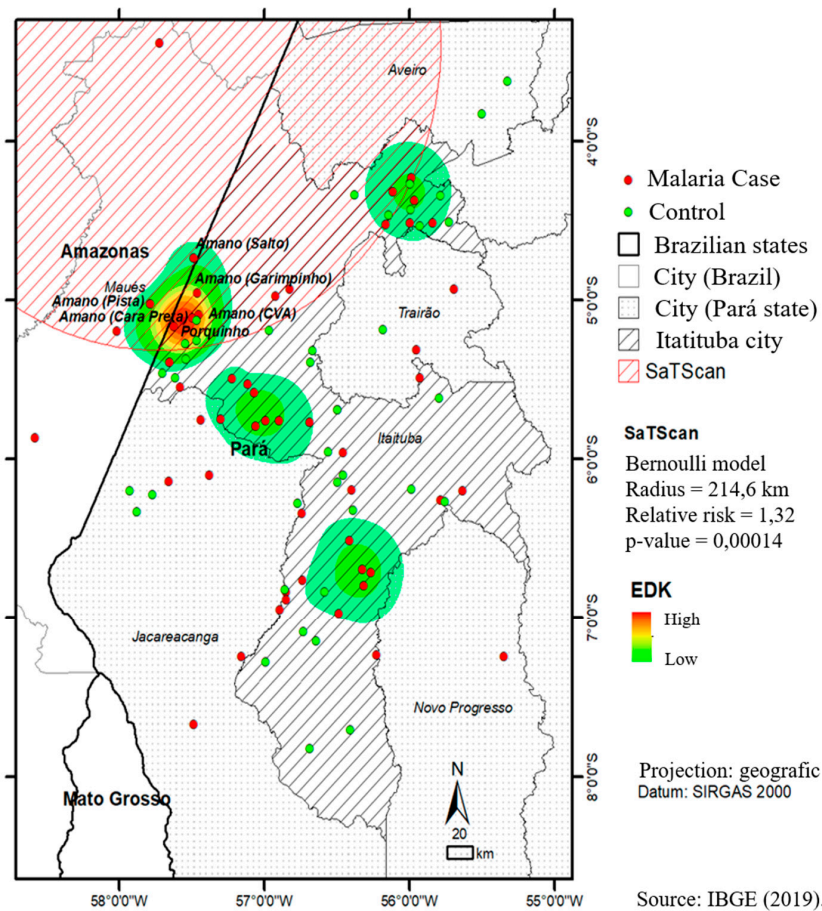 Aveiro
4°0'0"S
Amano (Salto)
Amazonas
Maués
Amano (Garimpinho)
Amano (Pista)
Amano (Cara Preta)
Amano (CVA)
Porquinho
5°0'0"S
Trairão
Itaituba
Pará
6°0'0"S
7°0'0"S
Jacareacanga
Novo Progresso
8°0'0"S
Mato Grosso
N
20
km
58°0'0"W
57°0'0"W
56°0'0"W
55°0'0"W
Malaria Case
Control
Brazilian states
City (Brazil)
City (Pará state)
Itatituba city
SaTScan
SaTScan
Bernoulli model
Radius = 214,6 km
Relative risk = 1,32
p-value = 0,00014
EDK
High
Low
Projection: geografic
Datum: SIRGAS 2000
Source: IBGE (2019)